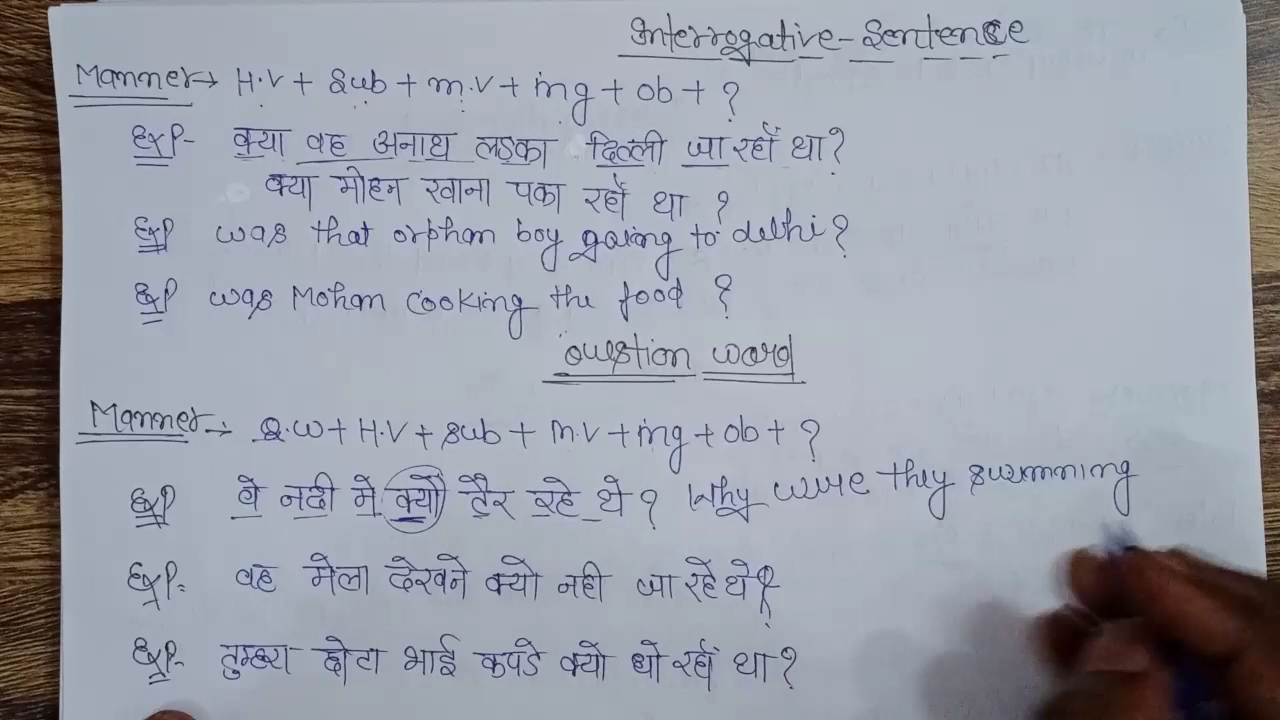 Interrogative-Sentence
Manner→ H.V + Sub + m.V + ing + ob + ?
Exp- क्या वह अनाथ लड़का दिल्ली जा रहाँ था?
क्या मोहन खाना पका रहाँ था ?
Exp was that orphan boy going to delhi?
Exp was Mohan cooking the food ?
Question word
Manner→ Q.W + H.V + Sub + m.V + ing + ob + ?
Exp वे नदी मे क्यों तैर रहे थे? Why were they swimming
Exp- वह मेला देखने क्यो नही जा रहे थे?
Exp- तुम्हारा छोटा भाई कपडे क्यो धो रहाँ था?